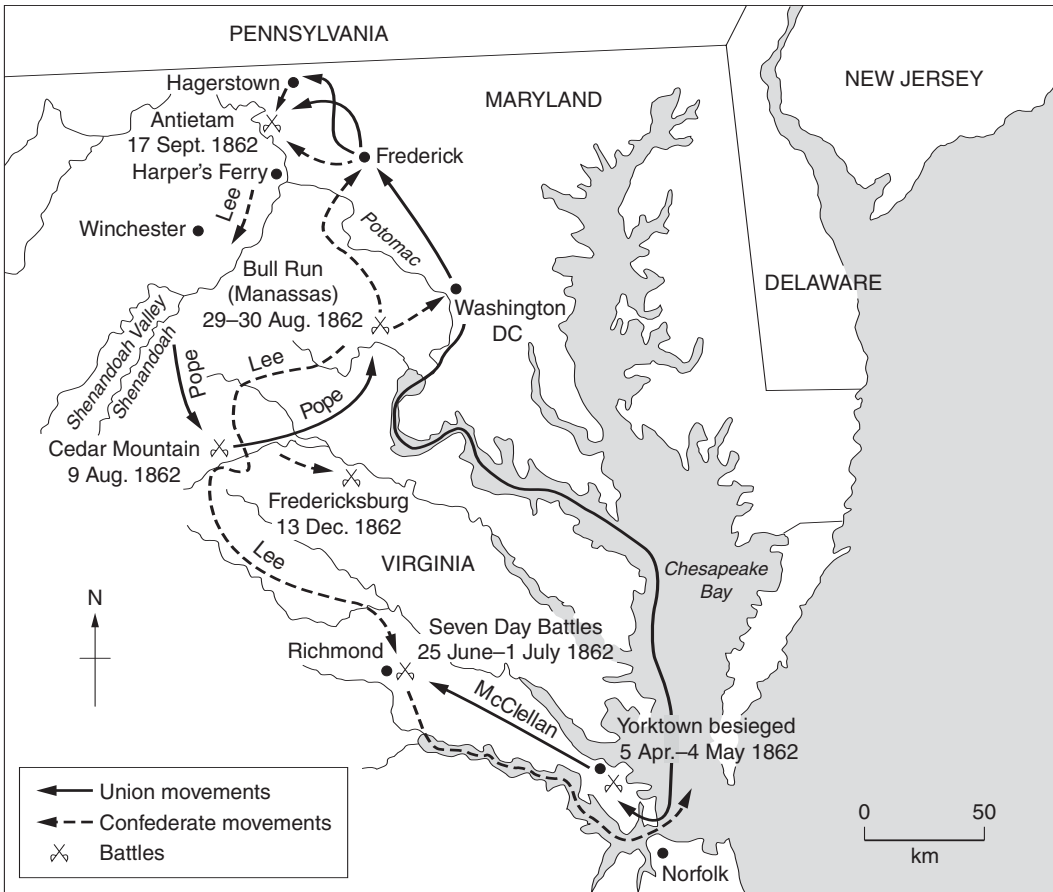 PENNSYLVANIA
NEW JERSEY
MARYLAND
Hagerstown
Antietam
17 Sept. 1862
Frederick
Harper's Ferry
Lee
Winchester
Potomac
Bull Run
(Manassas)
29–30 Aug. 1862
DELAWARE
Washington
DC
Shenandoah Valley
Shenandoah
Pope
Lee
Pope
Cedar Mountain
9 Aug. 1862
Fredericksburg
13 Dec. 1862
Lee
VIRGINIA
Chesapeake
Bay
N
Seven Day Battles
25 June–1 July 1862
Richmond
McClellan
Yorktown besieged
5 Apr.–4 May 1862
Union movements
Confederate movements
Battles
0 50
km
Norfolk